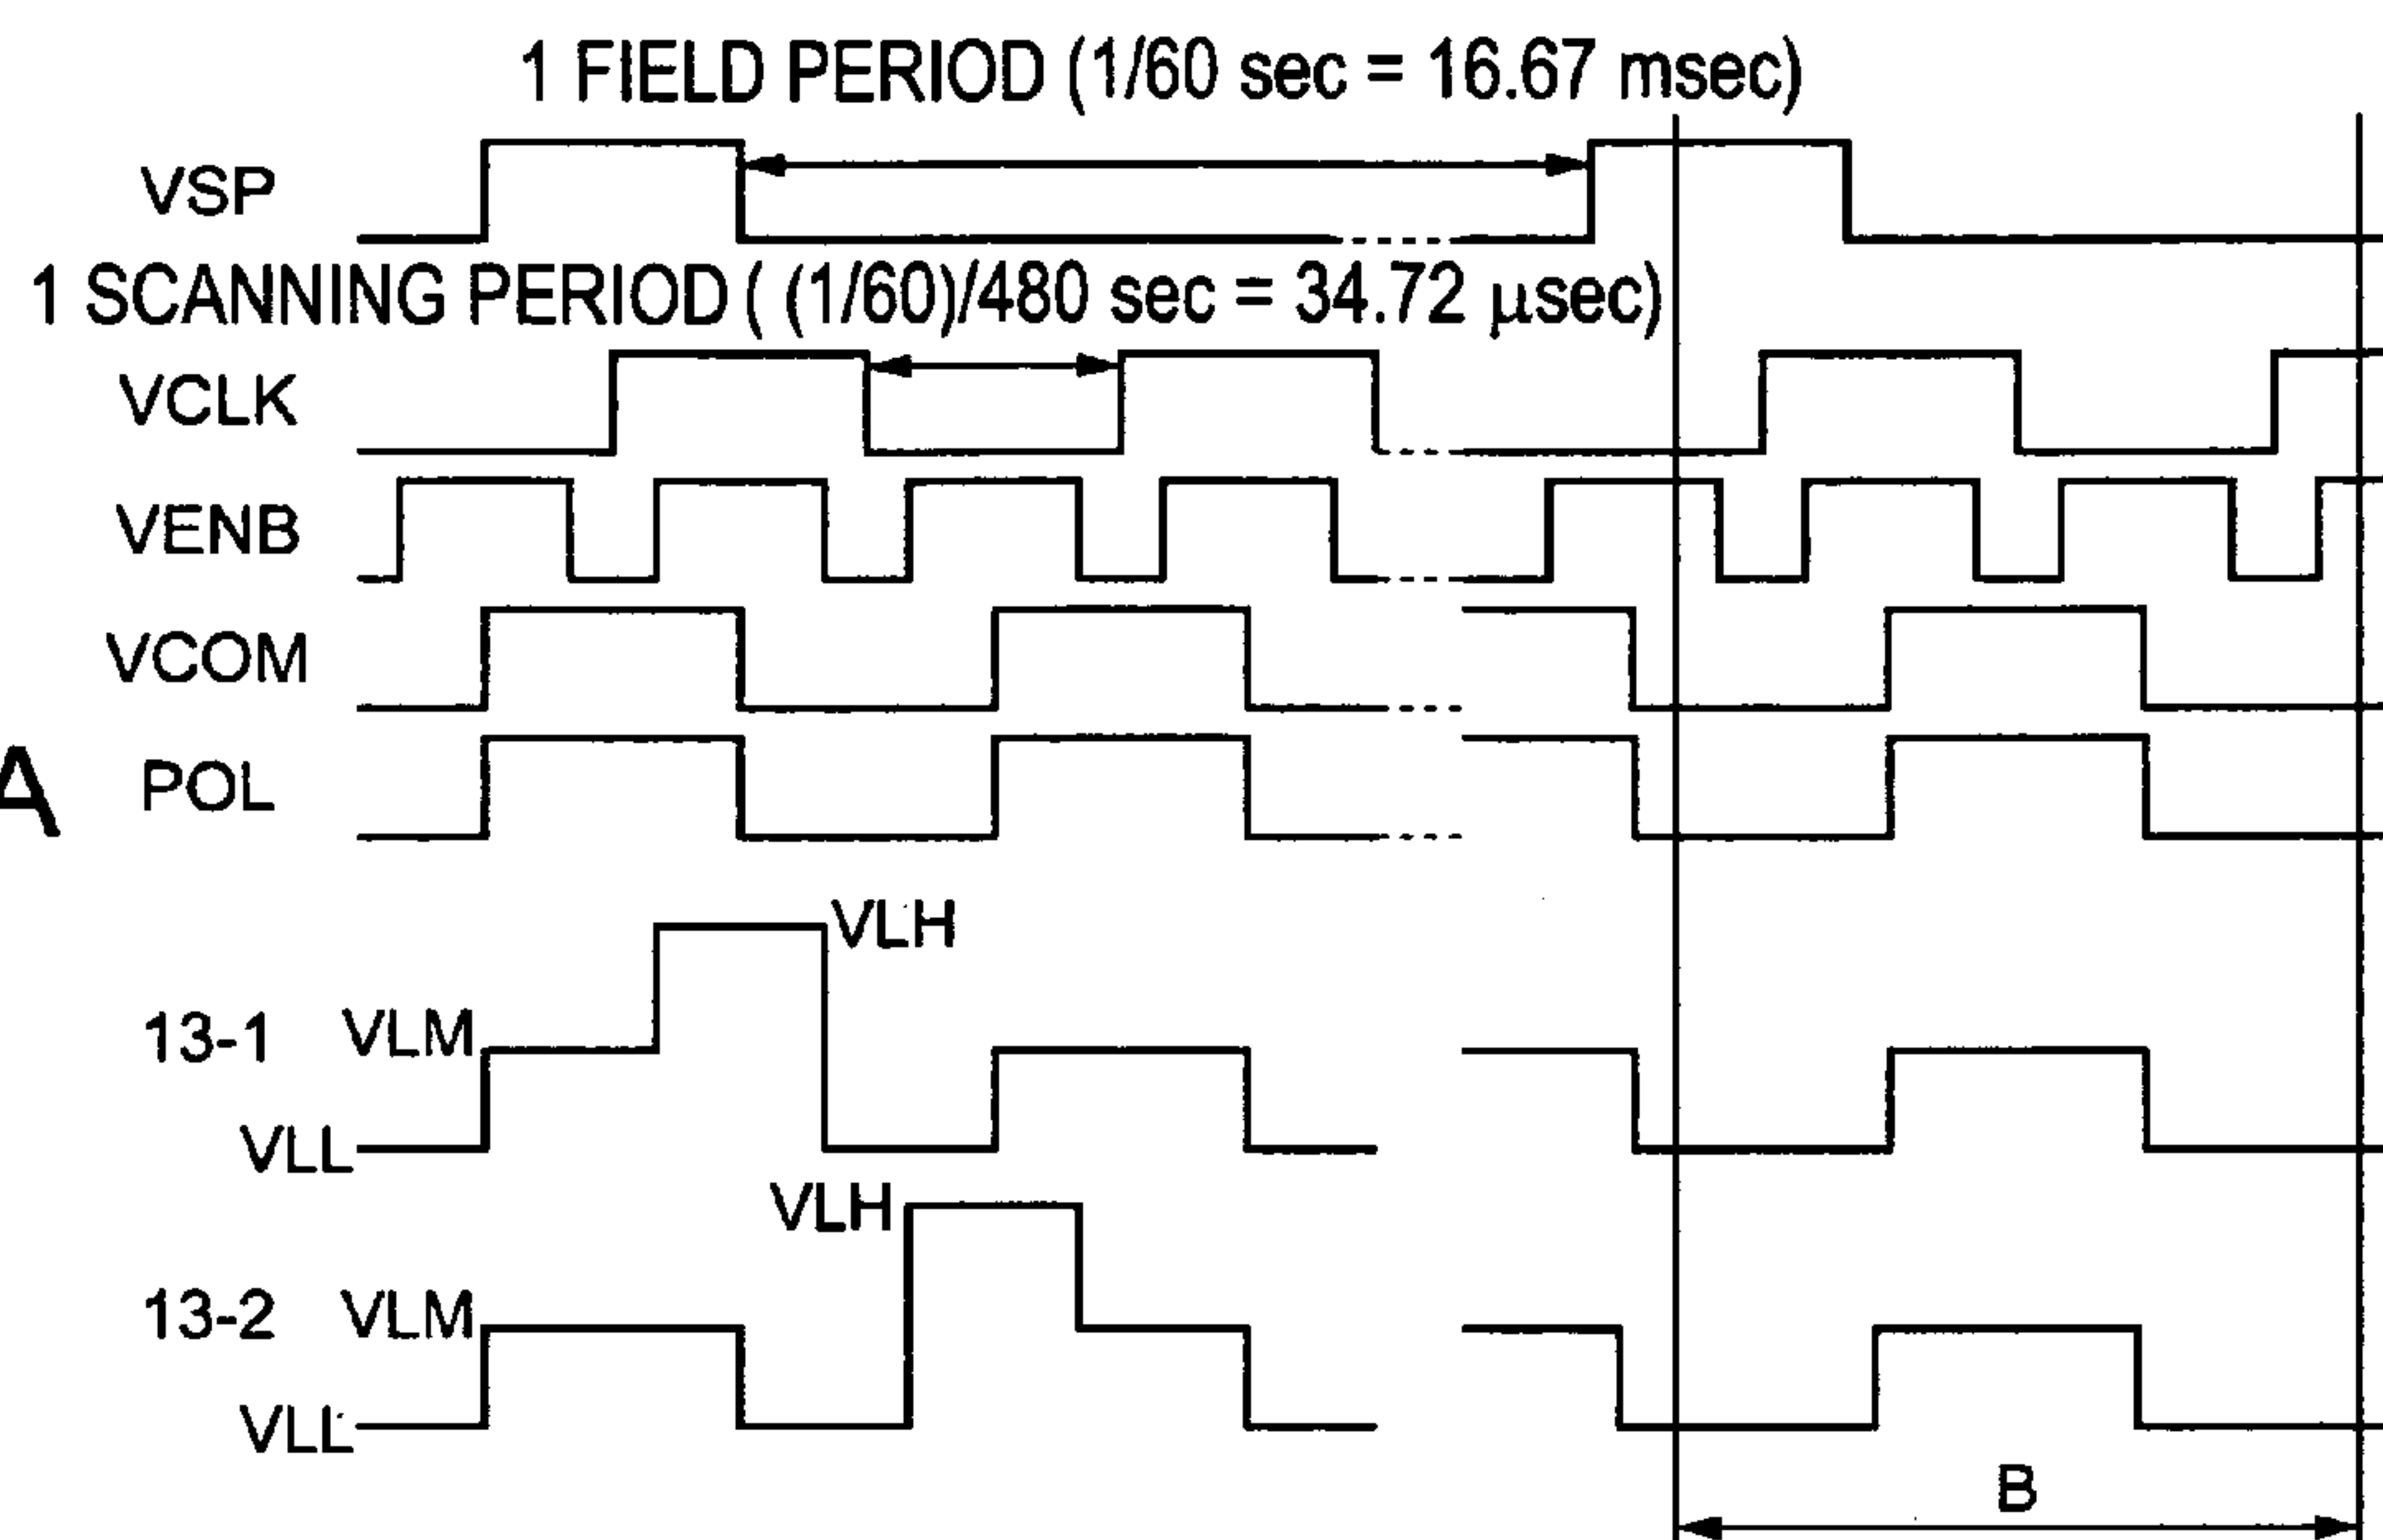 1 FIELD PERIOD (1/60 sec = 16.67 msec)
VSP
1 SCANNING PERIOD ( (1/60)/480 sec = 34.72 μsec)
VCLK
VENB
VCOM
A POL
VLH
13-1 VLM
VLL
VLH
13-2 VLM
VLL
B